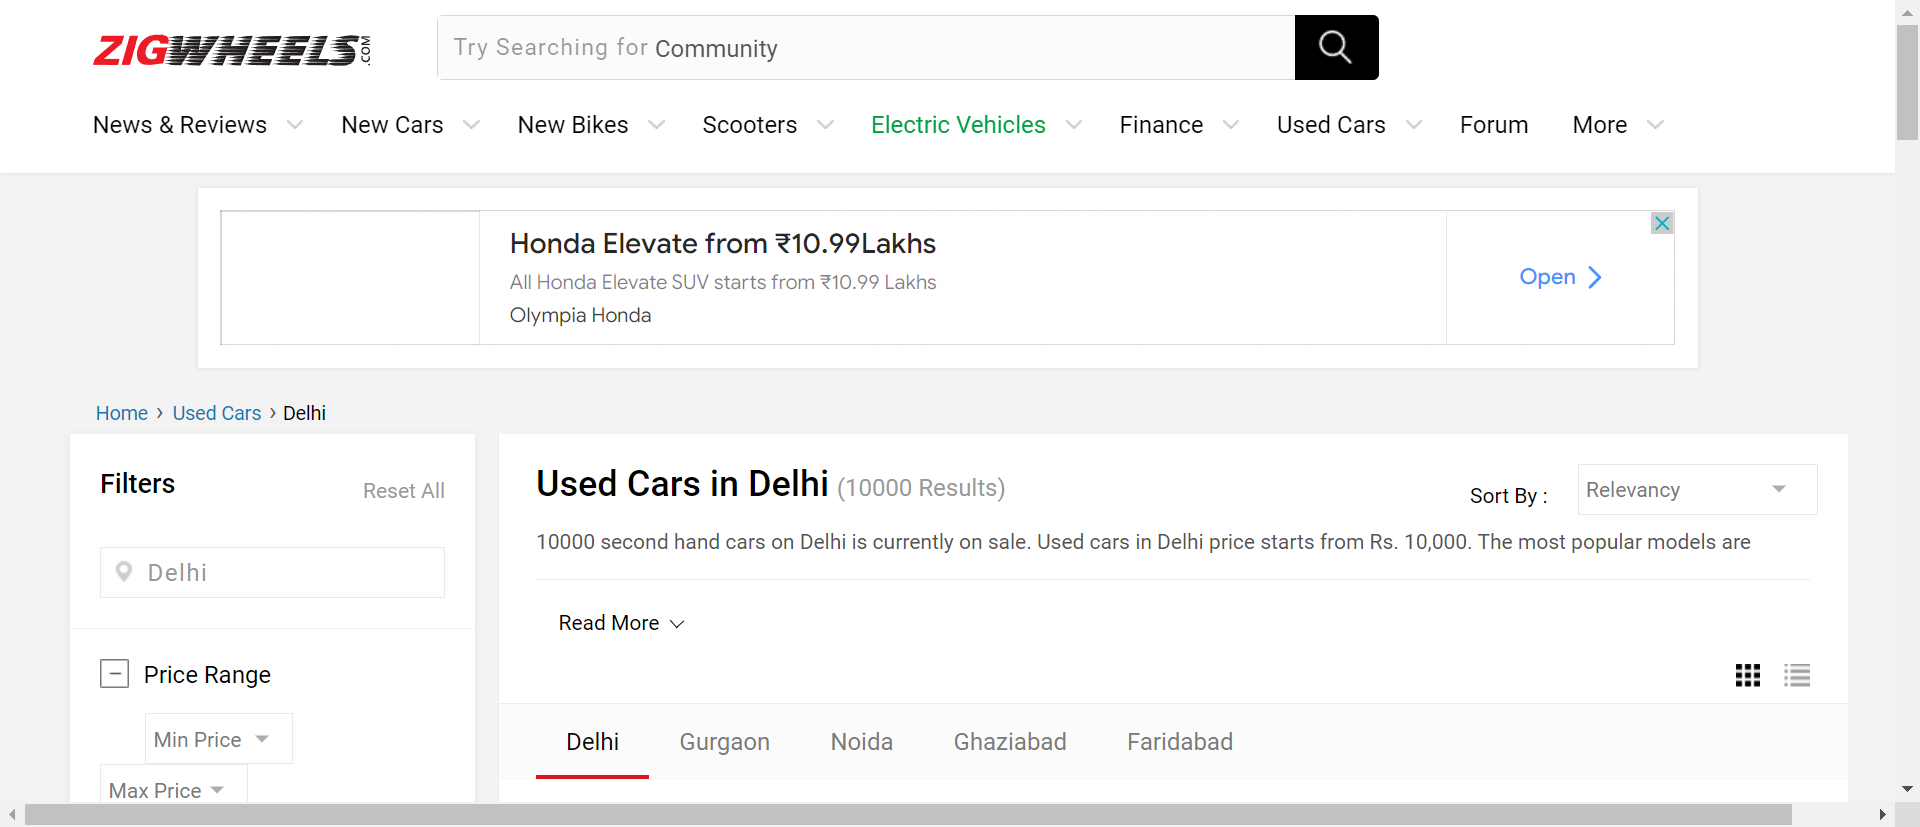 ZIGWHEELS.COM
Try Searching for Community
News & Reviews New Cars New Bikes Scooters Electric Vehicles Finance Used Cars Forum More
Honda Elevate from ₹10.99Lakhs
All Honda Elevate SUV starts from ₹10.99 Lakhs
Olympia Honda
Open
Home › Used Cars › Delhi
Filters
Reset All
Delhi
Price Range
Min Price
Max Price
Used Cars in Delhi (10000 Results)
Sort By :
Relevancy
10000 second hand cars on Delhi is currently on sale. Used cars in Delhi price starts from Rs. 10,000. The most popular models are
Read More
Delhi Gurgaon Noida Ghaziabad Faridabad